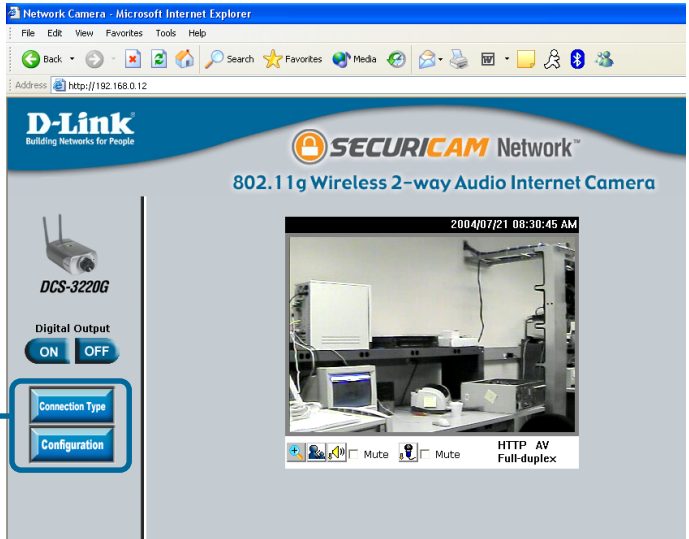 Network Camera - Microsoft Internet Explorer
File Edit View Favorites Tools Help
Back Search Favorites Media
Address http://192.168.0.12
D-Link
Building Networks for People
SECURICAM Network™
802.11g Wireless 2-way Audio Internet Camera
2004/07/21 08:30:45 AM
DCS-3220G
Digital Output
ON OFF
Connection Type
Configuration
Mute Mute HTTP AV
Full-duplex